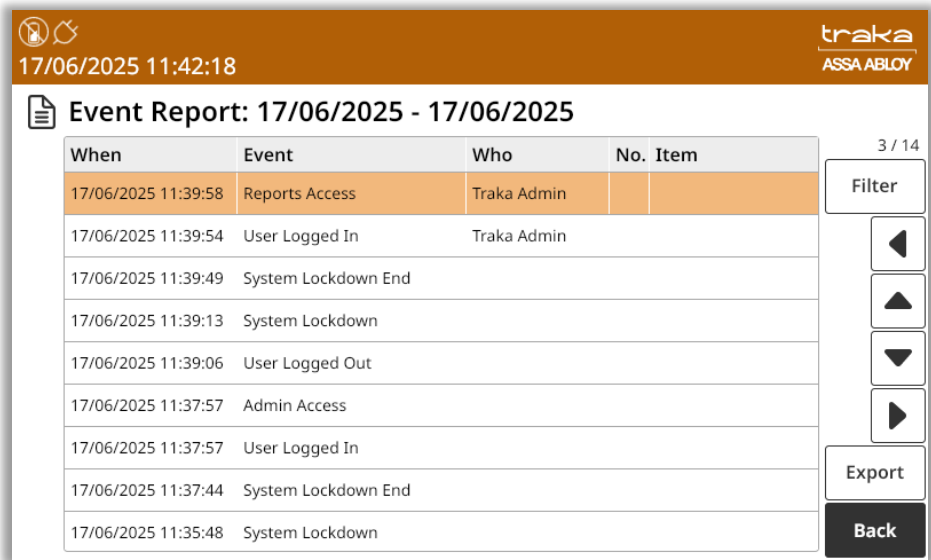 17/06/2025 11:42:18
traka
ASSA ABLOY
Event Report: 17/06/2025 - 17/06/2025
3 / 14
When Event Who No. Item
17/06/2025 11:39:58 Reports Access Traka Admin
17/06/2025 11:39:54 User Logged In Traka Admin
17/06/2025 11:39:49 System Lockdown End
17/06/2025 11:39:13 System Lockdown
17/06/2025 11:39:06 User Logged Out
17/06/2025 11:37:57 Admin Access
17/06/2025 11:37:57 User Logged In
17/06/2025 11:37:44 System Lockdown End
17/06/2025 11:35:48 System Lockdown
Filter
Export
Back